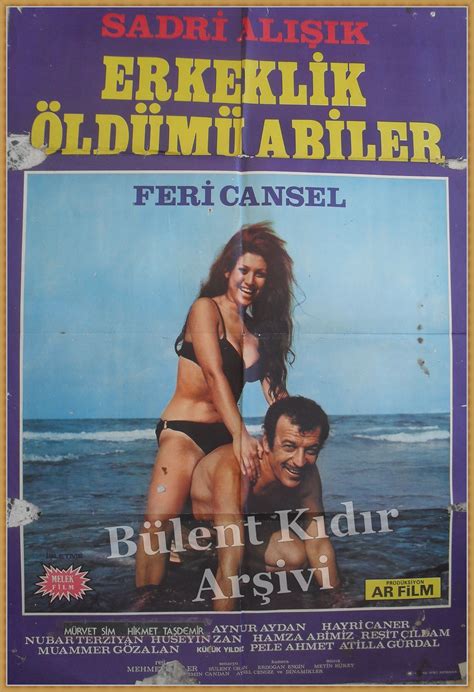 SADRİ ALIŞIK
ERKEKLİK
ÖLDÜMÜ ABİLER
FERİ CANSEL
Bülent Kıdır
Arşivi
İŞLETME
MELEK
FİLM
PRODÜKSİYON
AR FİLM
MÜRVET SİM HİKMET TAŞDEMİR AYNUR AYDAN HAYRİ CANER
NUBAR TERZİYAN HÜSEYİN ZAN HAMZA ABİMİZ REŞİT ÇILDAM
MUAMMER GÖZALAN KÜÇÜK YILDIZ PELE AHMET ATİLLA GÜRDAL